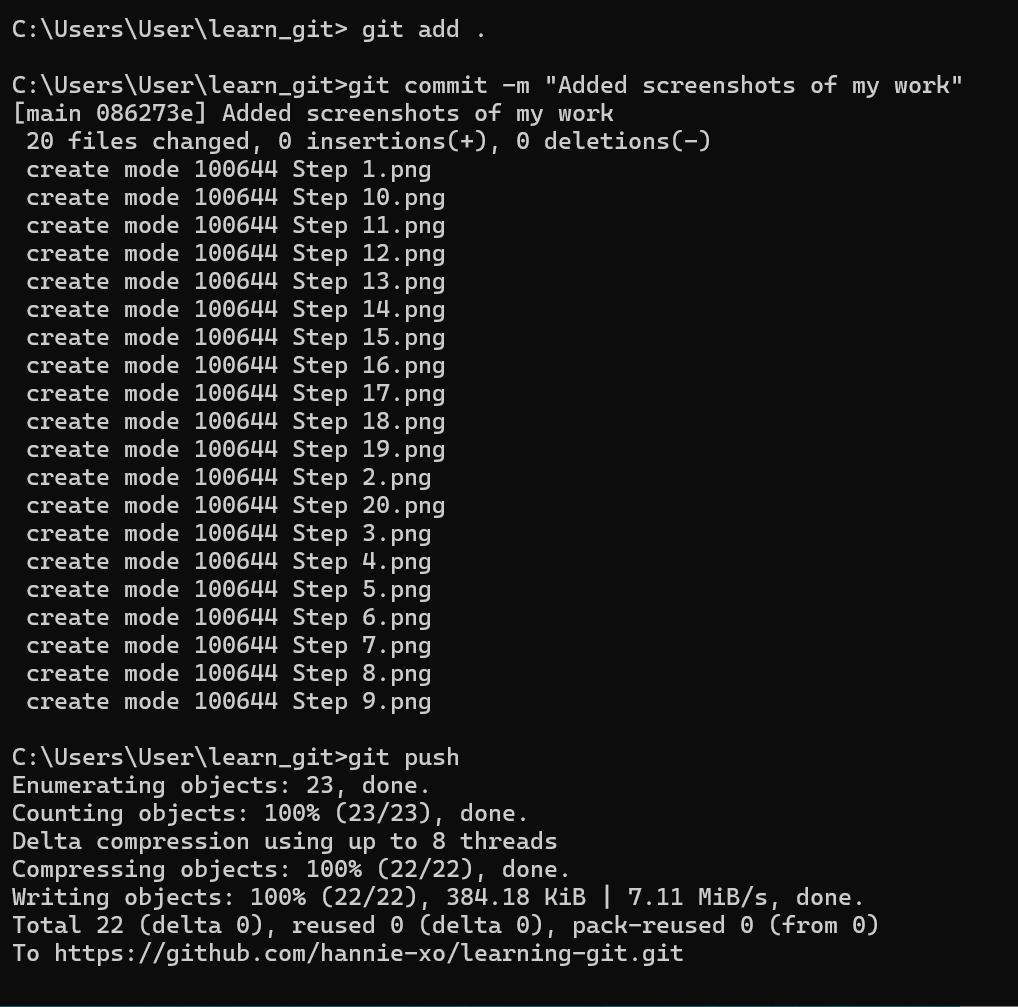 C:\Users\User\learn_git> git add .
C:\Users\User\learn_git>git commit -m "Added screenshots of my work"
[main 086273e] Added screenshots of my work
 20 files changed, 0 insertions(+), 0 deletions(-)
 create mode 100644 Step 1.png
 create mode 100644 Step 10.png
 create mode 100644 Step 11.png
 create mode 100644 Step 12.png
 create mode 100644 Step 13.png
 create mode 100644 Step 14.png
 create mode 100644 Step 15.png
 create mode 100644 Step 16.png
 create mode 100644 Step 17.png
 create mode 100644 Step 18.png
 create mode 100644 Step 19.png
 create mode 100644 Step 2.png
 create mode 100644 Step 20.png
 create mode 100644 Step 3.png
 create mode 100644 Step 4.png
 create mode 100644 Step 5.png
 create mode 100644 Step 6.png
 create mode 100644 Step 7.png
 create mode 100644 Step 8.png
 create mode 100644 Step 9.png
C:\Users\User\learn_git>git push
Enumerating objects: 23, done.
Counting objects: 100% (23/23), done.
Delta compression using up to 8 threads
Compressing objects: 100% (22/22), done.
Writing objects: 100% (22/22), 384.18 KiB | 7.11 MiB/s, done.
Total 22 (delta 0), reused 0 (delta 0), pack-reused 0 (from 0)
To https://github.com/hannie-xo/learning-git.git